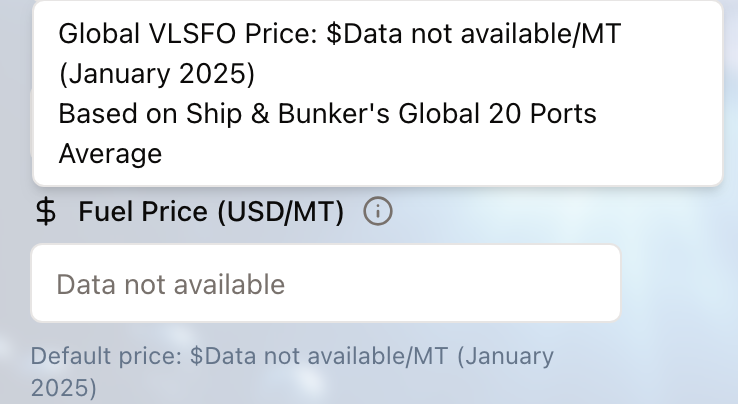 Global VLSFO Price: $Data not available/MT
(January 2025)
Based on Ship & Bunker's Global 20 Ports
Average
$ Fuel Price (USD/MT)
Data not available
Default price: $Data not available/MT (January
2025)